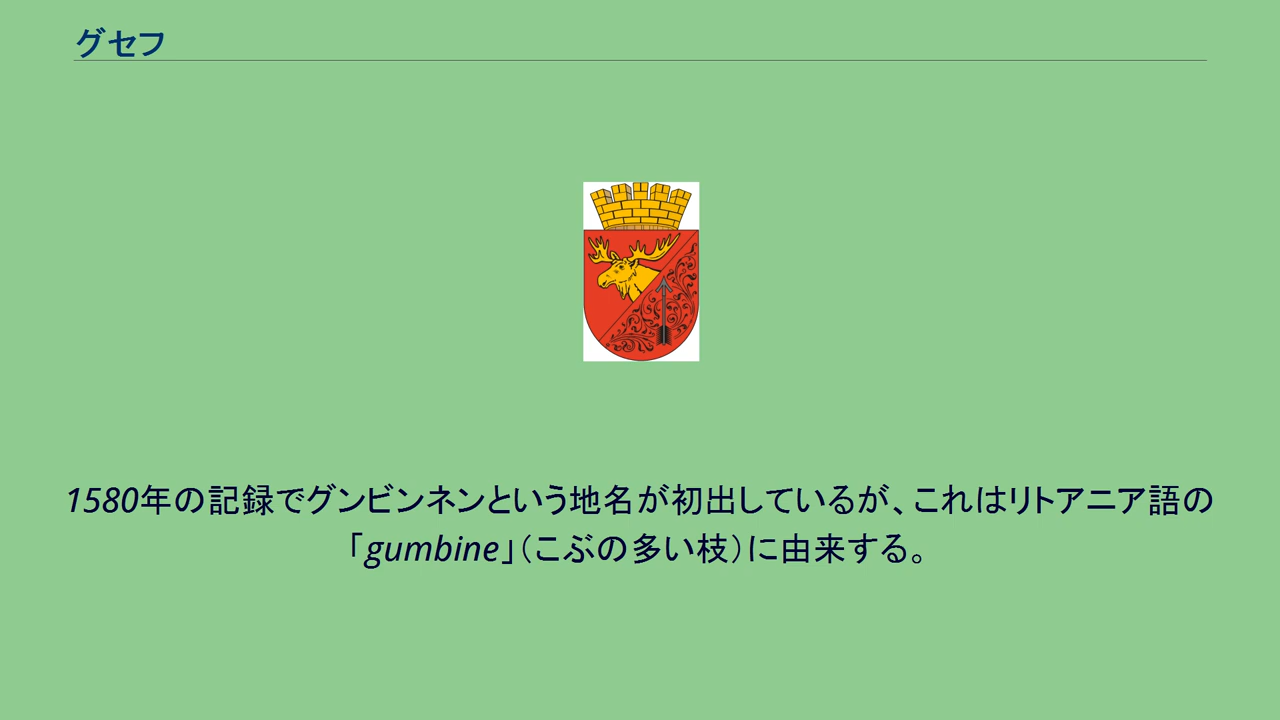 グセフ
1580年の記録でグンビンネンという地名が初出しているが、これはリトアニア語の
「gumbine」（こぶの多い枝）に由来する。